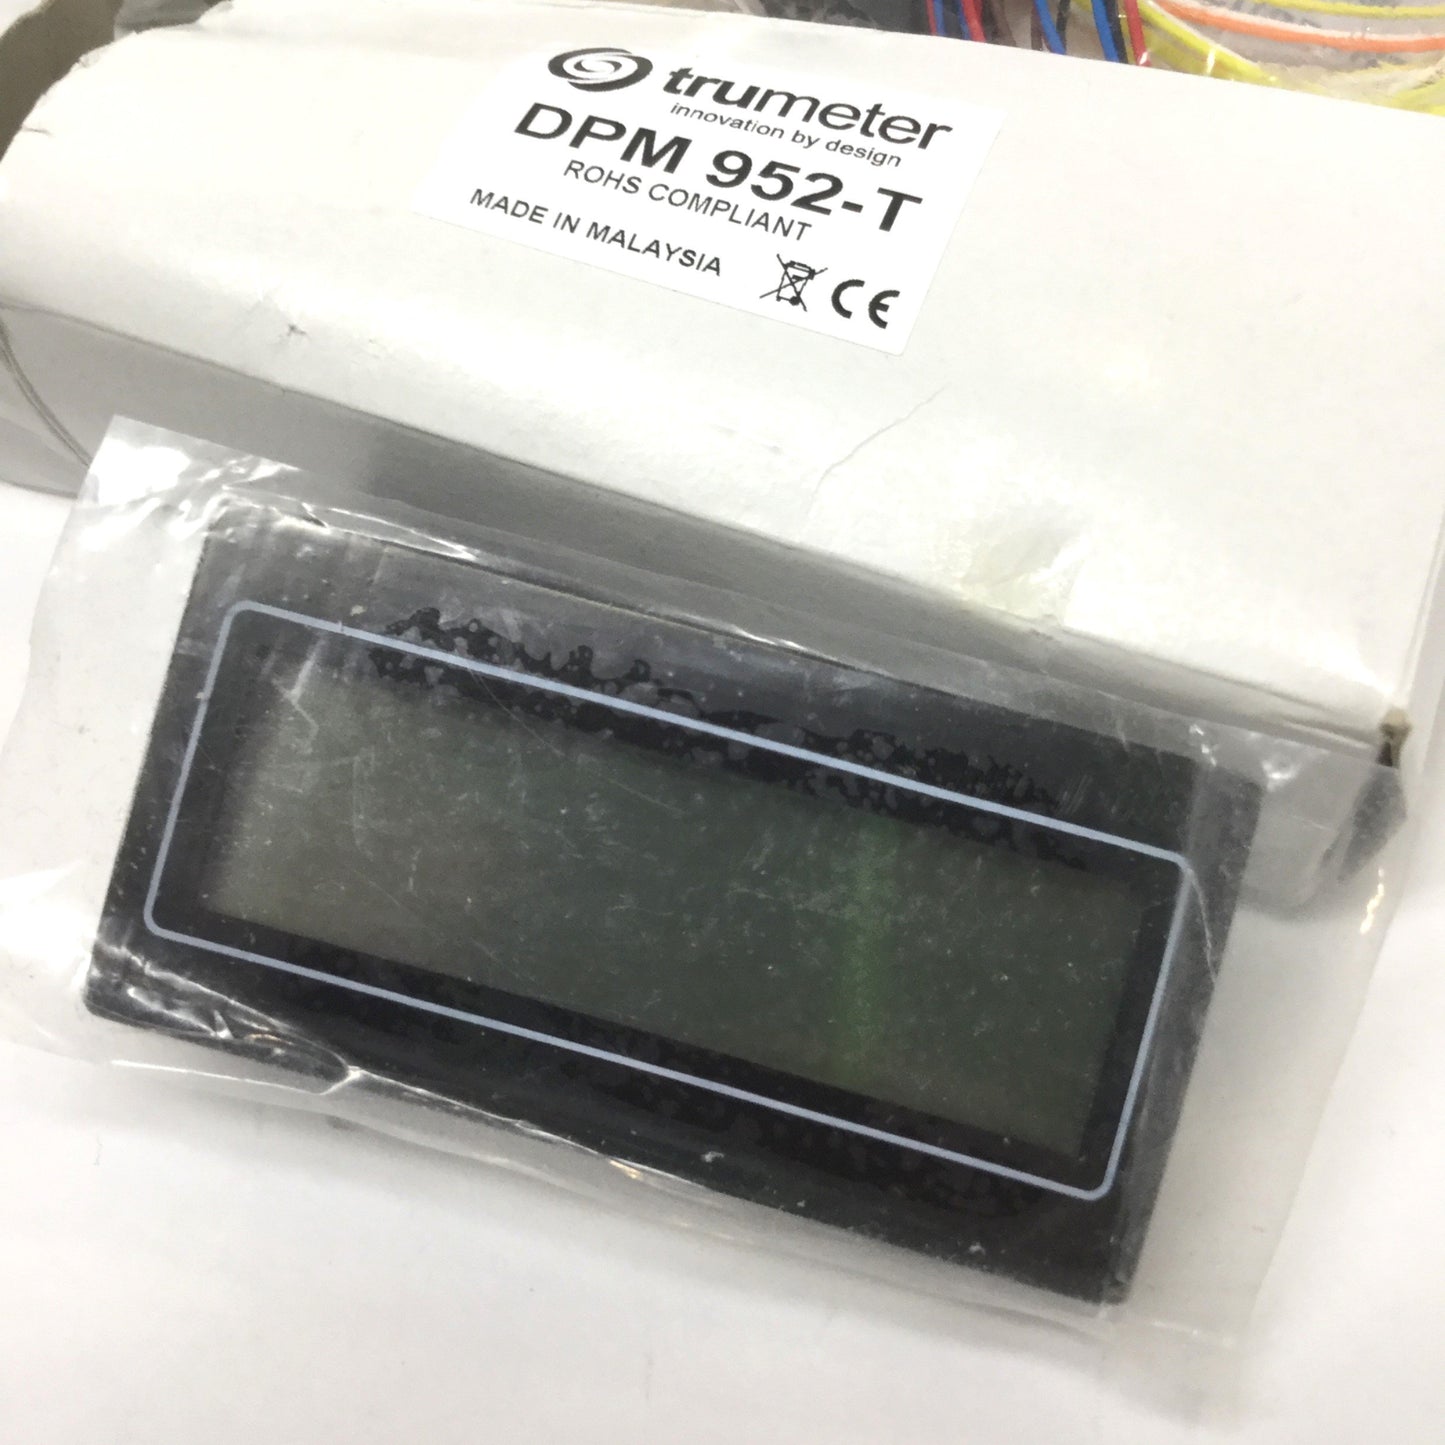 trumeter
innovation by design
DPM 952-T
ROHS COMPLIANT
MADE IN MALAYSIA
CE